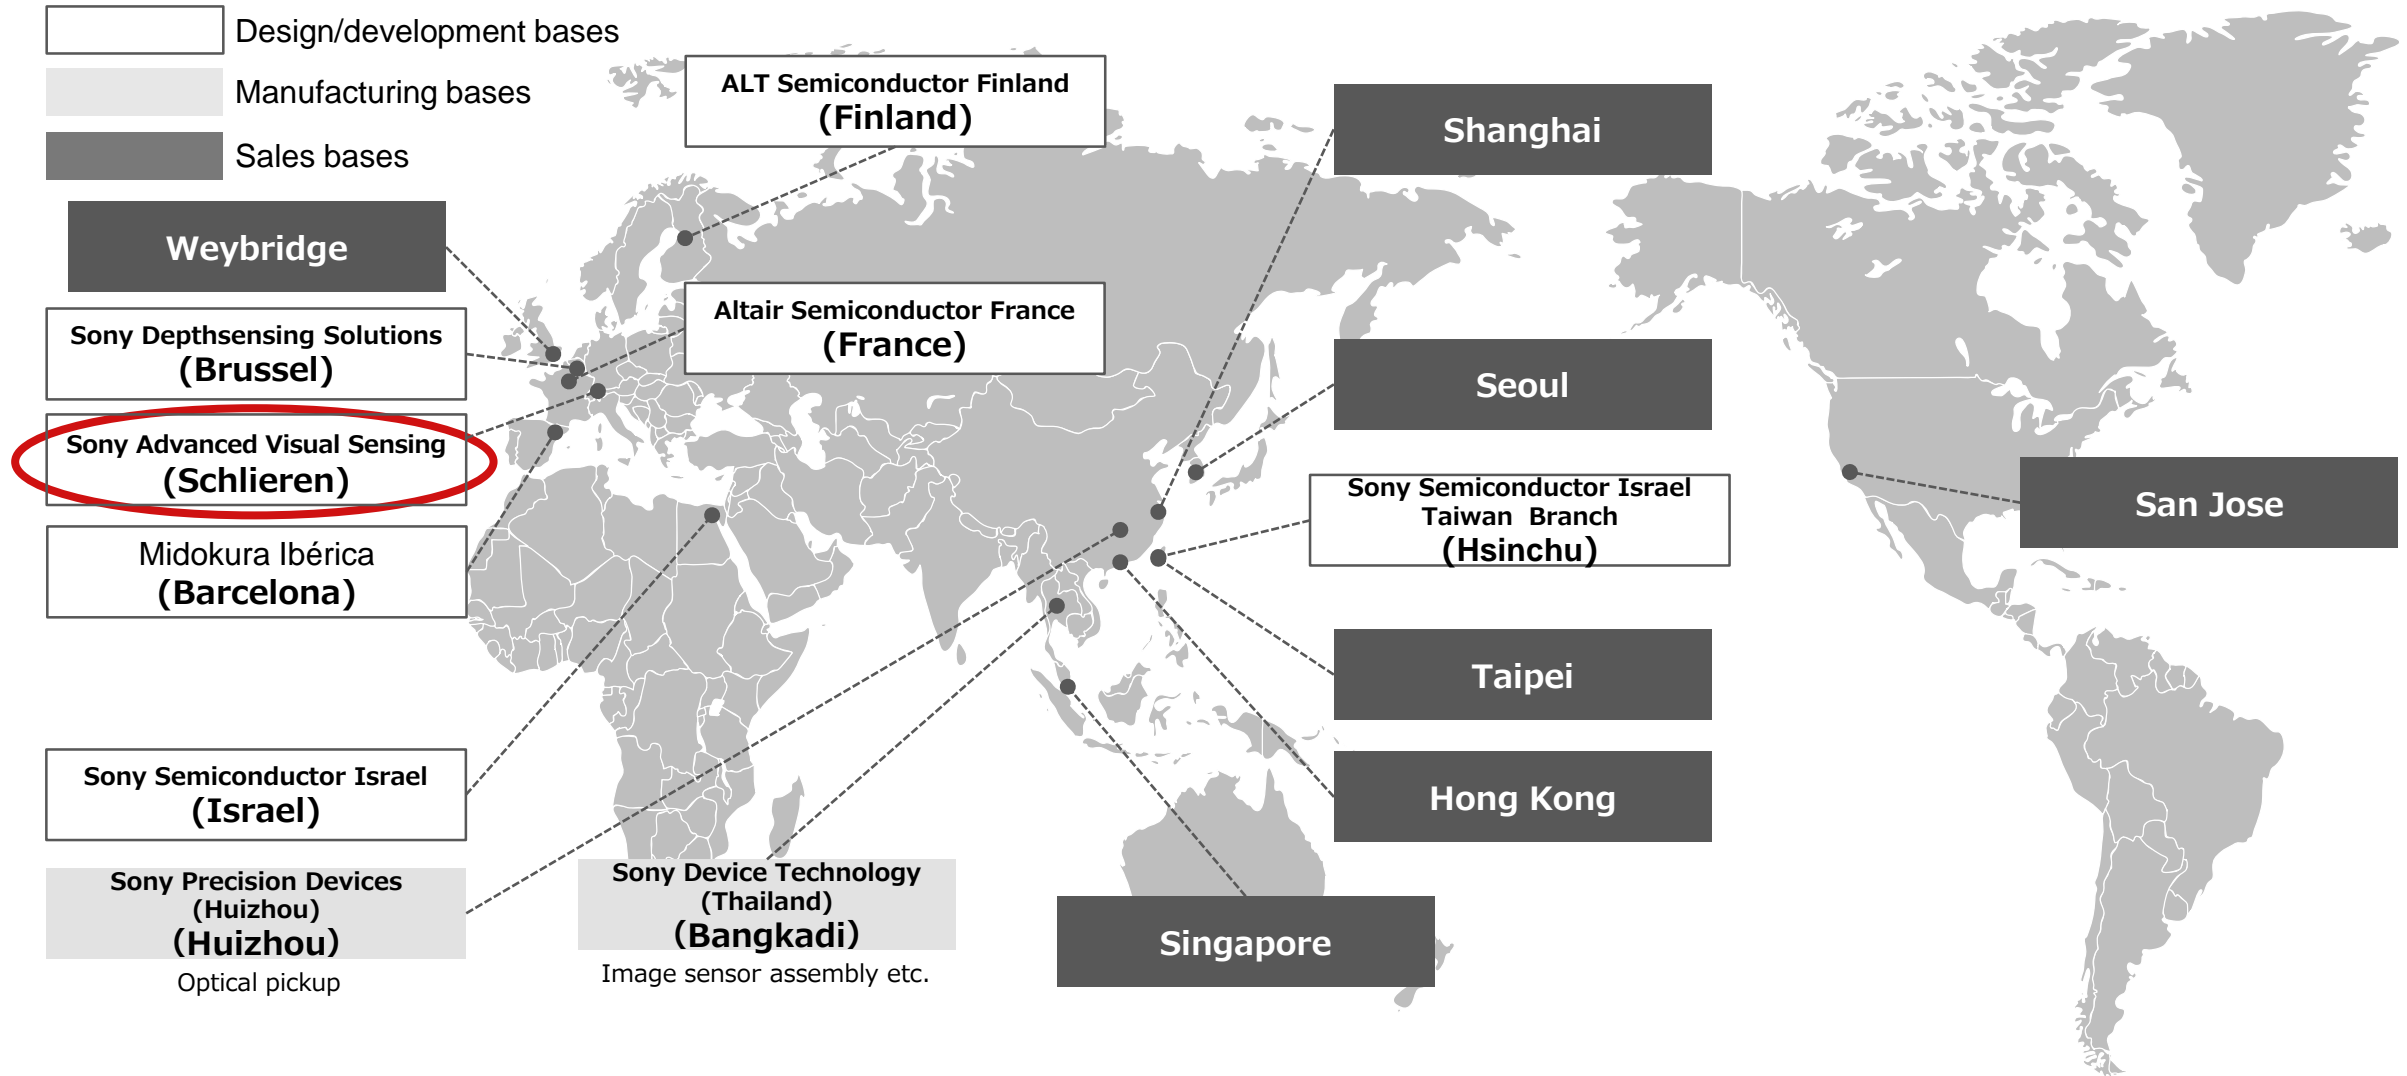 Design/development bases
Manufacturing bases
Sales bases
ALT Semiconductor Finland
(Finland)
Shanghai
Weybridge
Altair Semiconductor France
(France)
Sony Depthsensing Solutions
(Brussel)
Seoul
Sony Advanced Visual Sensing
(Schlieren)
Sony Semiconductor Israel
Taiwan Branch
(Hsinchu)
San Jose
Midokura Ibérica
(Barcelona)
Taipei
Sony Semiconductor Israel
(Israel)
Hong Kong
Sony Precision Devices
(Huizhou)
(Huizhou)
Optical pickup
Sony Device Technology
(Thailand)
(Bangkadi)
Image sensor assembly etc.
Singapore